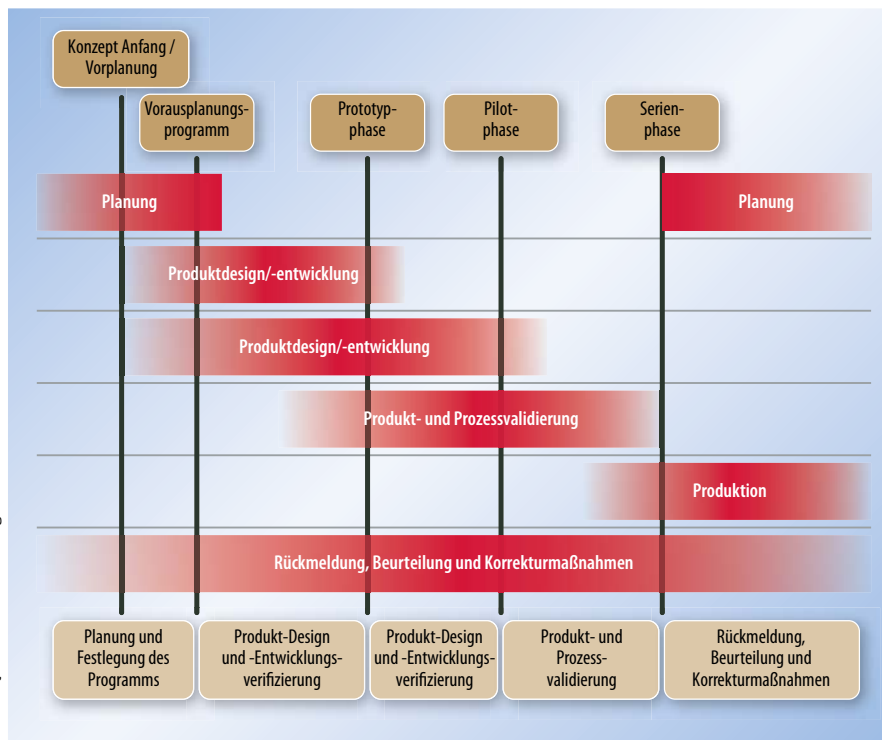 Konzept Anfang /
Vorplanung
Vorausplanungs-
programm
Prototyp-
phase
Pilot-
phase
Serien-
phase
Planung
Planung
Produktdesign/-entwicklung
Produktdesign/-entwicklung
Produkt- und Prozessvalidierung
Produktion
Rückmeldung, Beurteilung und Korrekturmaßnahmen
Planung und
Festlegung des
Programms
Produkt-Design
und -Entwicklungs-
verifizierung
Produkt-Design
und -Entwicklungs-
verifizierung
Produkt- und
Prozess-
validierung
Rückmeldung,
Beurteilung und
Korrekturmaßnahmen